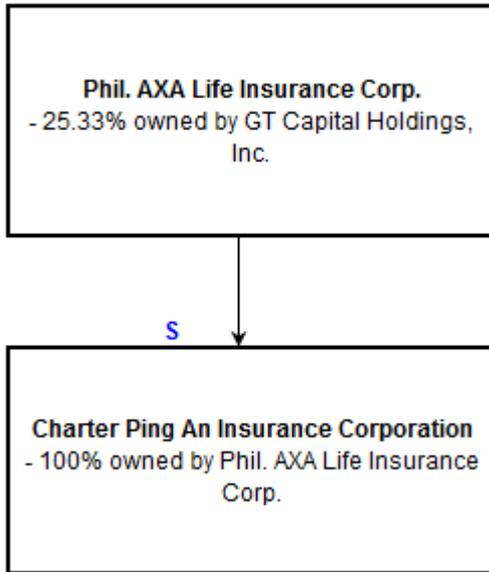 Phil. AXA Life Insurance Corp.
- 25.33% owned by GT Capital Holdings,
Inc.
S
Charter Ping An Insurance Corporation
- 100% owned by Phil. AXA Life Insurance
Corp.